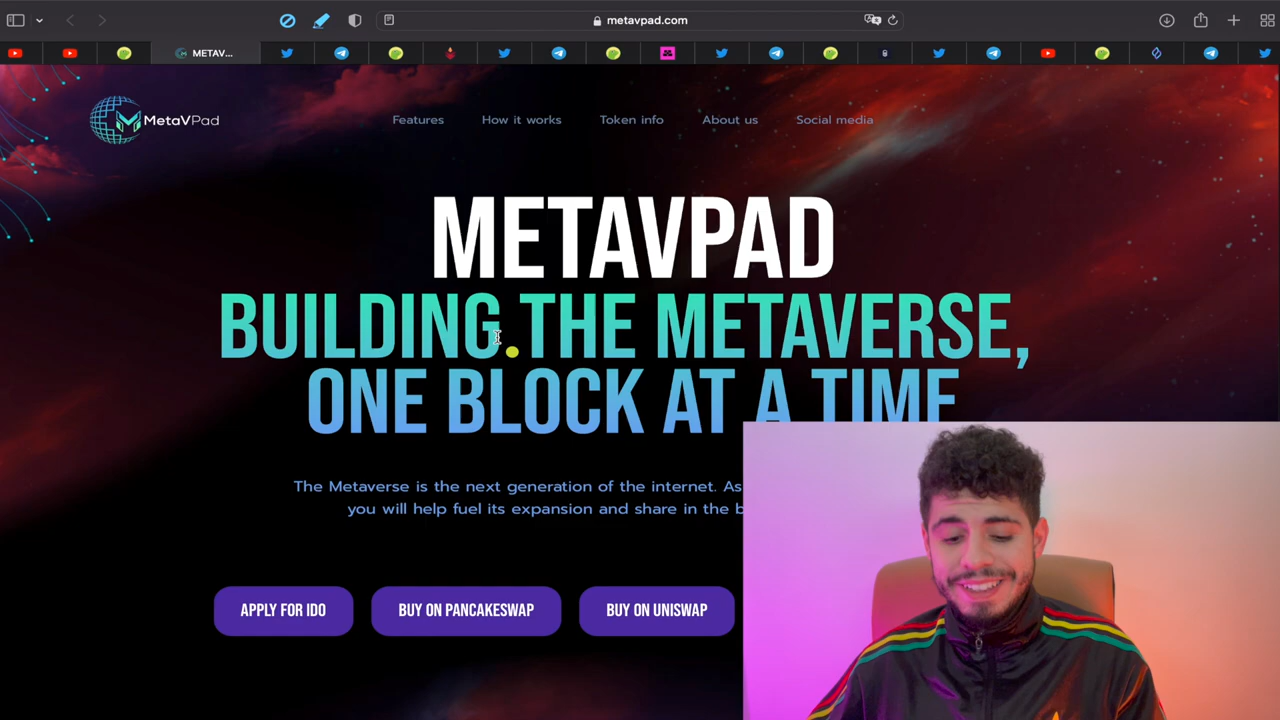 metavpad.com
METAV...
MetaVPad
Features
How it works
Token info
About us
Social media
METAVPAD
BUILDING THE METAVERSE,
ONE BLOCK AT A TIME
The Metaverse is the next generation of the internet. As
you will help fuel its expansion and share in the
APPLY FOR IDO
BUY ON PANCAKESWAP
BUY ON UNISWAP